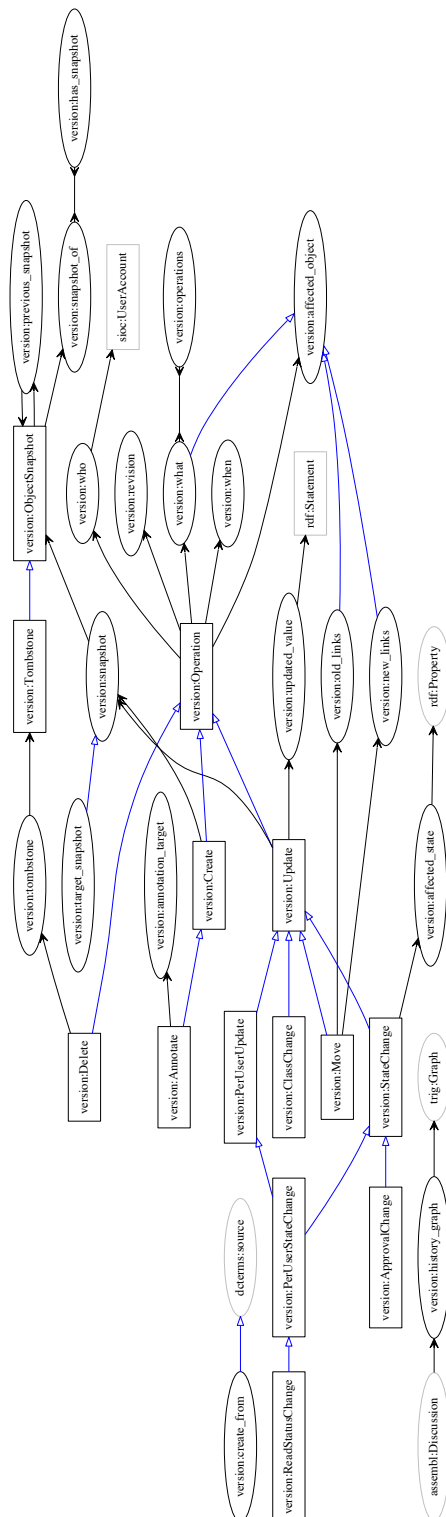 version:has_snapshot
version:previous_snapshot
version:snapshot_of
sioc:UserAccount
version:operations
version:affected_object
version:ObjectSnapshot
version:who
version:revision
version:what
version:when
rdf:Statement
version:Tombstone
version:snapshot
version:Operation
version:updated_value
version:old_links
version:new_links
rdf:Property
version:tombstone
version:target_snapshot
version:annotation_target
version:Create
version:Update
version:affected_state
version:Delete
version:Annotate
version:PerUserUpdate
version:ClassChange
version:Move
version:StateChange
trig:Graph
dcterms:source
version:PerUserStateChange
version:ApprovalChange
version:history_graph
version:create_from
version:ReadStatusChange
assembl:Discussion